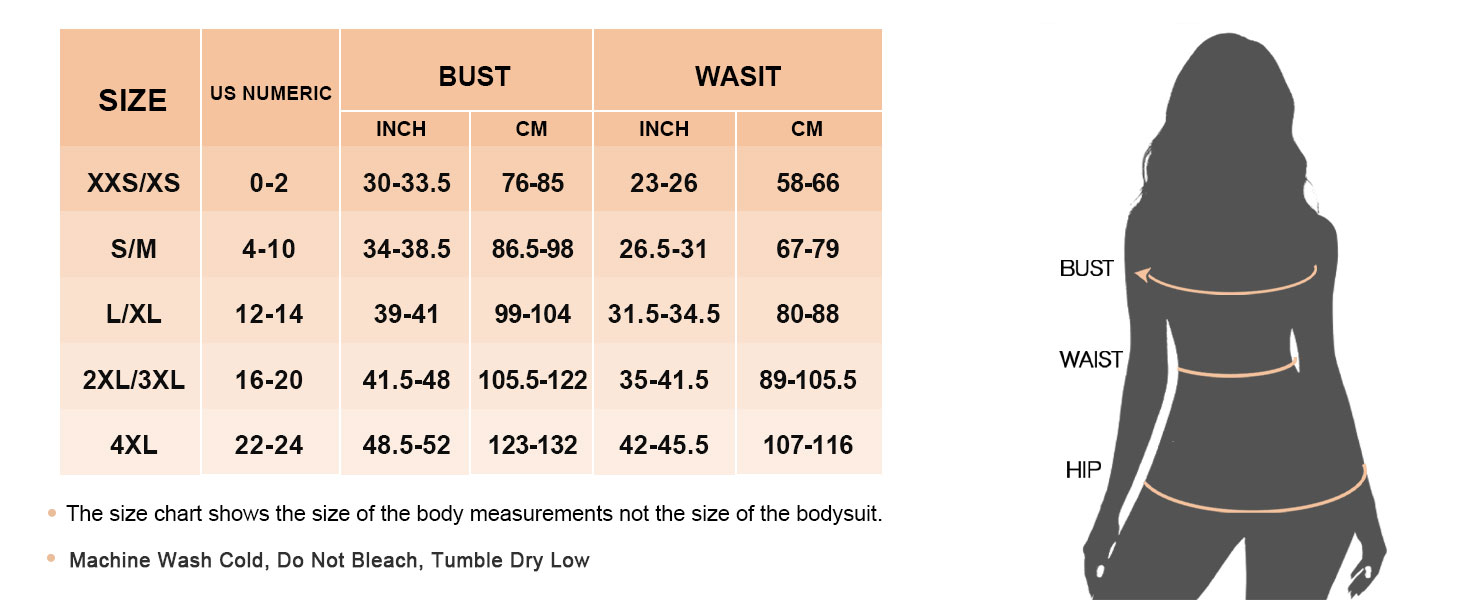 SIZE US NUMERIC BUST WASIT
INCH CM INCH CM
XXS/XS 0-2 30-33.5 76-85 23-26 58-66
S/M 4-10 34-38.5 86.5-98 26.5-31 67-79
L/XL 12-14 39-41 99-104 31.5-34.5 80-88
2XL/3XL 16-20 41.5-48 105.5-122 35-41.5 89-105.5
4XL 22-24 48.5-52 123-132 42-45.5 107-116
The size chart shows the size of the body measurements not the size of the bodysuit.
Machine Wash Cold, Do Not Bleach, Tumble Dry Low
BUST
WAIST
HIP